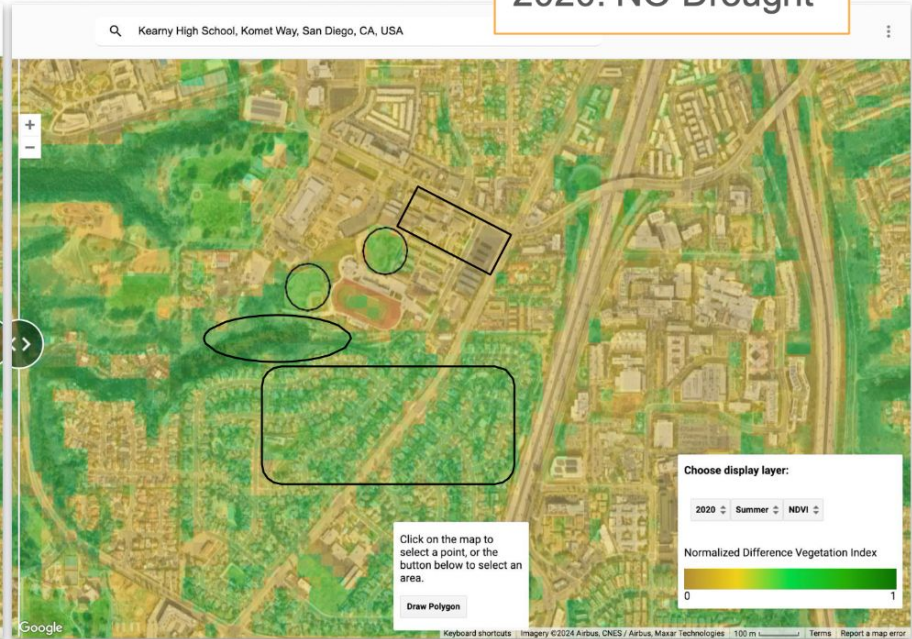 2020: NO Drought
Kearny High School, Komet Way, San Diego, CA, USA
+
−
Choose display layer:
2020 Summer NDVI
Normalized Difference Vegetation Index
0 1
Click on the map to
select a point, or the
button below to select an
area.
Draw Polygon
Google
Keyboard shortcuts Imagery ©2024 Airbus, CNES / Airbus, Maxar Technologies 100 m Terms Report a map error